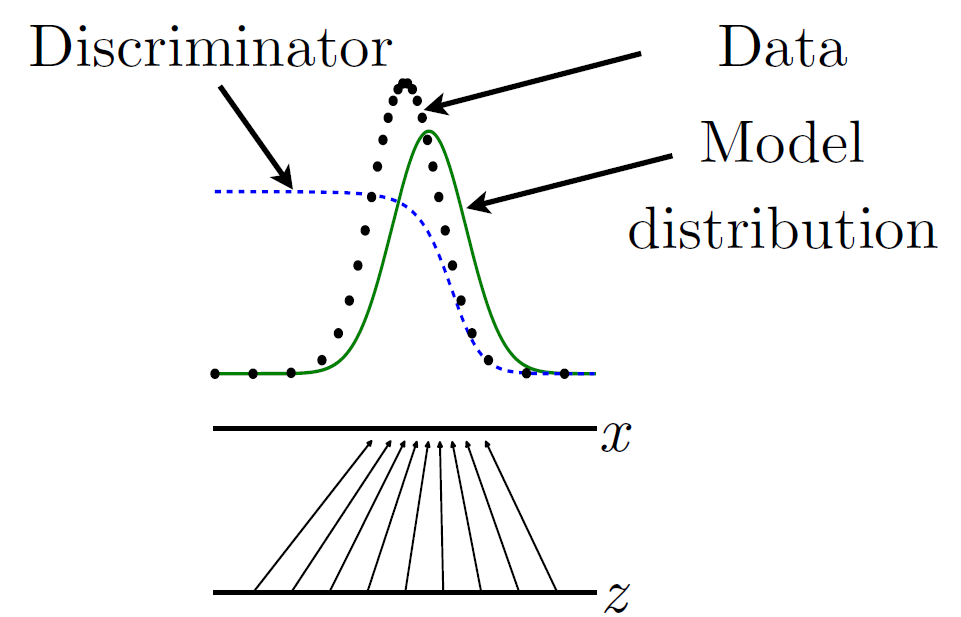 Discriminator
Data
Model
distribution
x
z